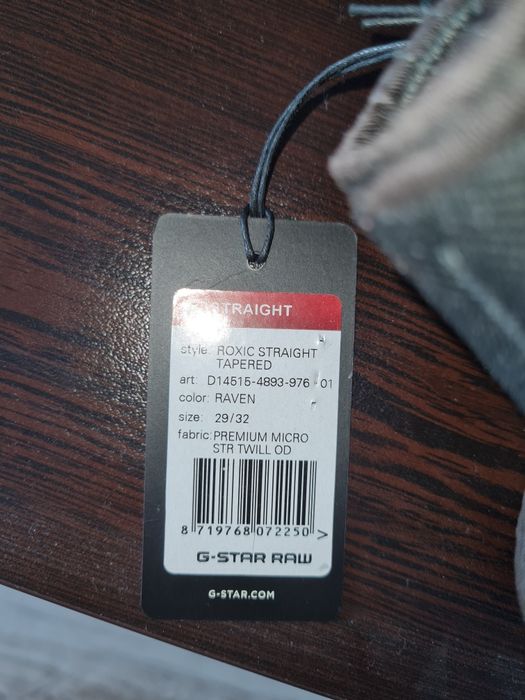 STRAIGHT
style: ROXIC STRAIGHT
TAPERED
art: D14515-4893-976 -01
color: RAVEN
size: 29/32
fabric: PREMIUM MICRO
STR TWILL OD
8 719768 072250 >
G-STAR RAW
G-STAR.COM